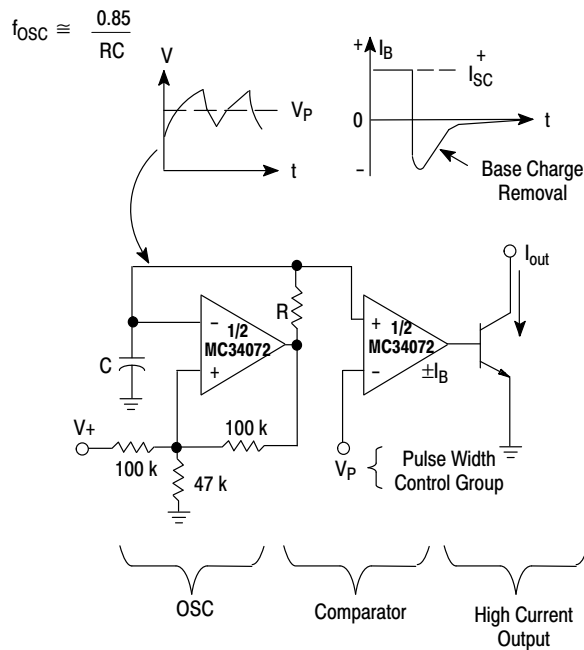 fOSC ≅ 0.85
RC
V
VP
t
+ IB
+
ISC
0
t
−
Base Charge
Removal
Iout
R
−
1/2
MC34072
+
C
+
1/2
MC34072
−
±IB
V+
100 k
100 k
47 k
VP { Pulse Width
Control Group
OSC
Comparator
High Current
Output